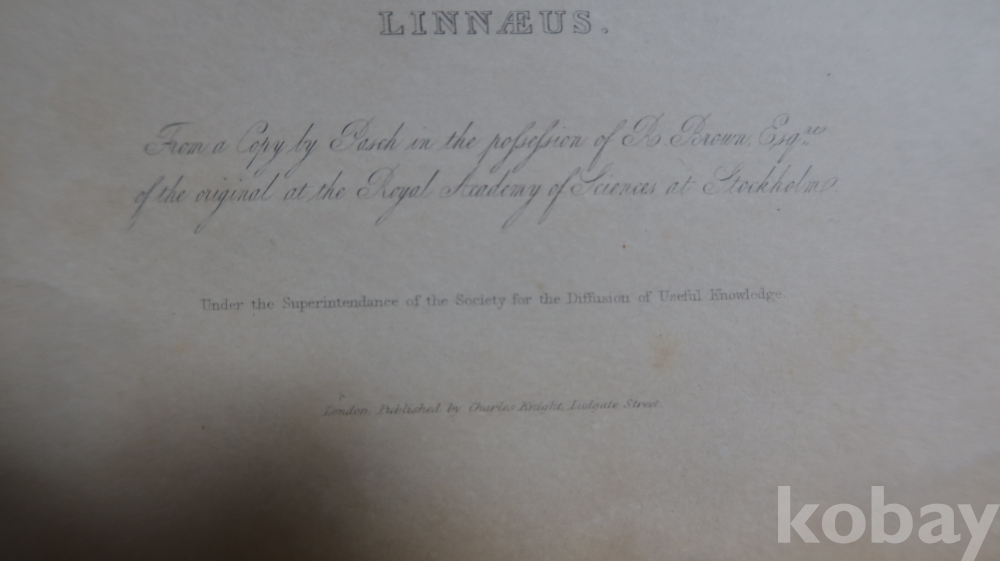 LINNÆUS.
From a Copy by Pasch in the poſseſsion of R. Brown, Esq.re
of the original at the Royal Academy of Sciences at Stockholm.
Under the Superintendance of the Society for the Diffusion of Useful Knowledge.
London, Published by Charles Knight, Ludgate Street.
kobay